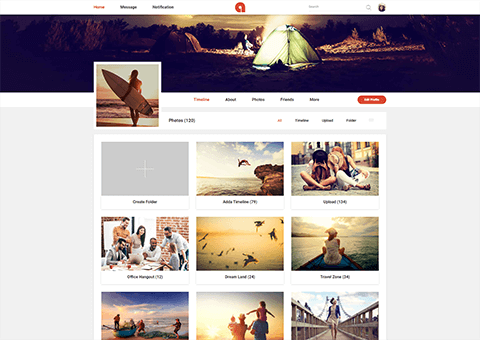 Home Message Notification
Search
Timeline About Photos Friends More
Edit Profile
Photos (120)
All Timeline Upload Folder
Create Folder
Adda Timeline (79)
Upload (134)
Office Hangout (12)
Dream Land (24)
Travel Zone (34)